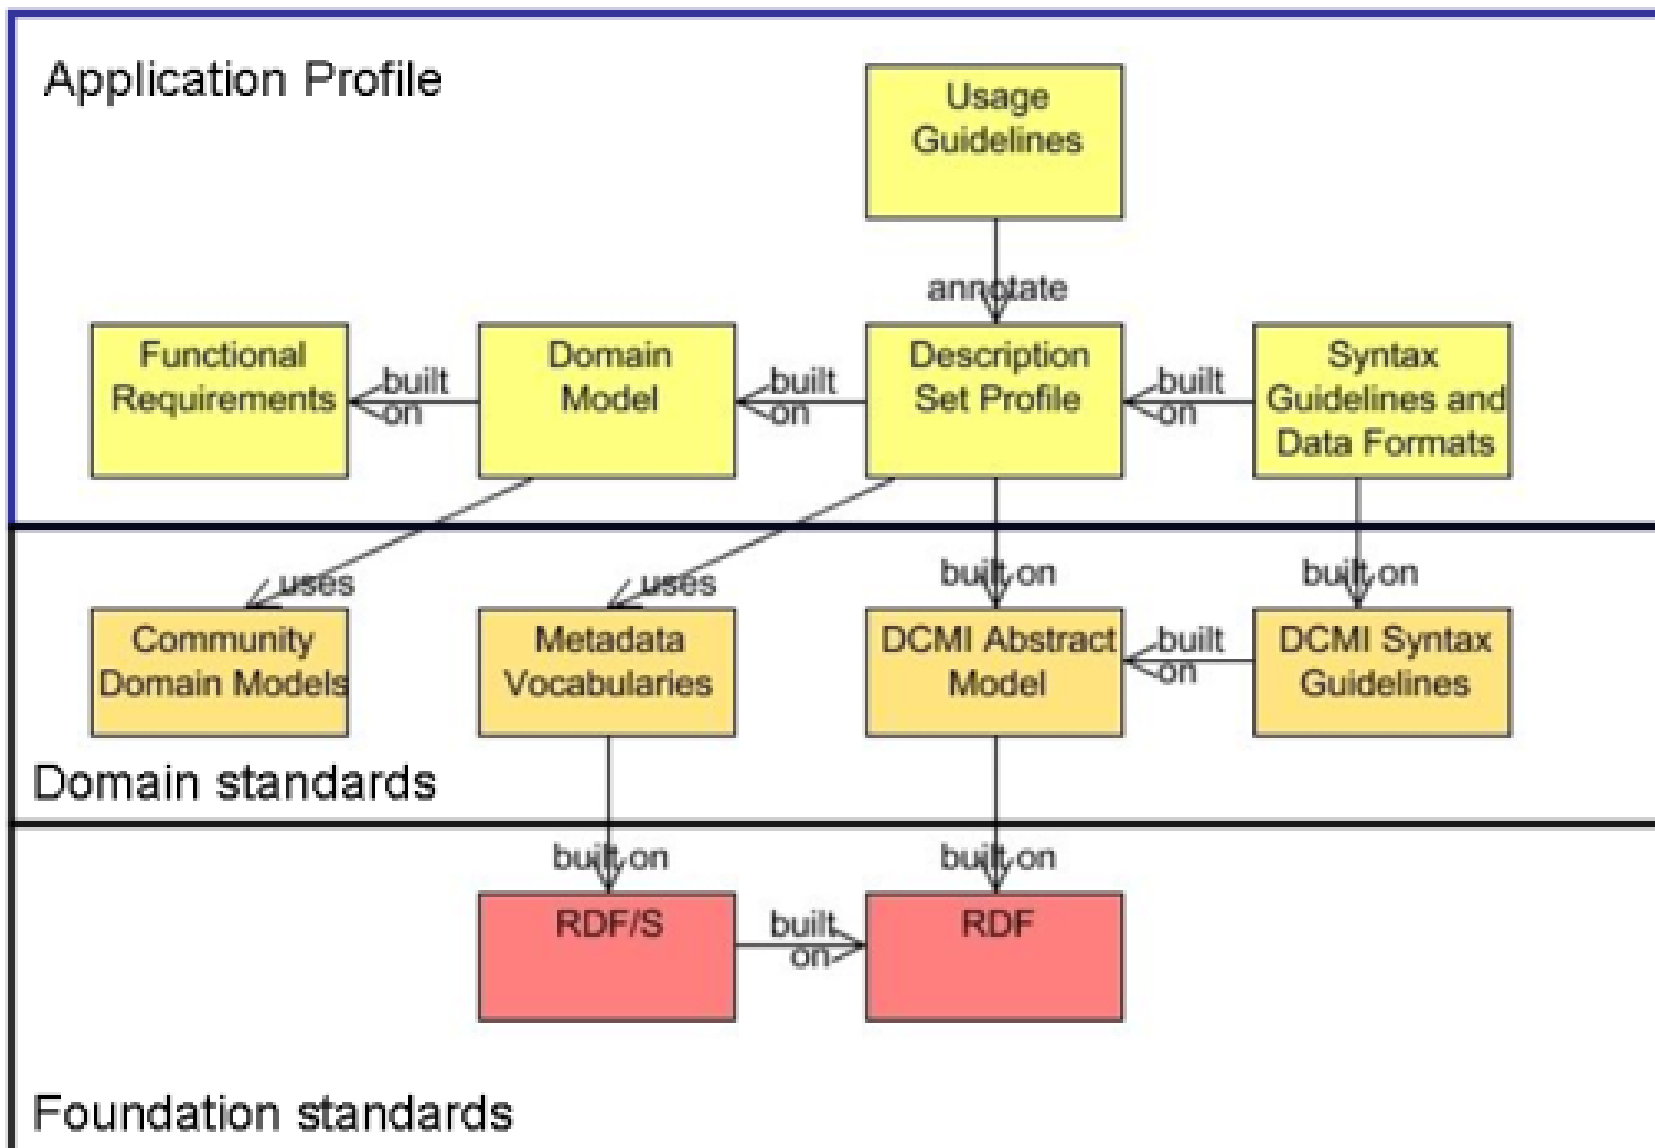 Application Profile
Usage
Guidelines
annotate
Functional
Requirements
built
on
Domain
Model
built
on
Description
Set Profile
built
on
Syntax
Guidelines and
Data Formats
uses
uses
built on
built on
Community
Domain Models
Metadata
Vocabularies
DCMI Abstract
Model
built
on
DCMI Syntax
Guidelines
Domain standards
built on
built on
RDF/S
built
on
RDF
Foundation standards